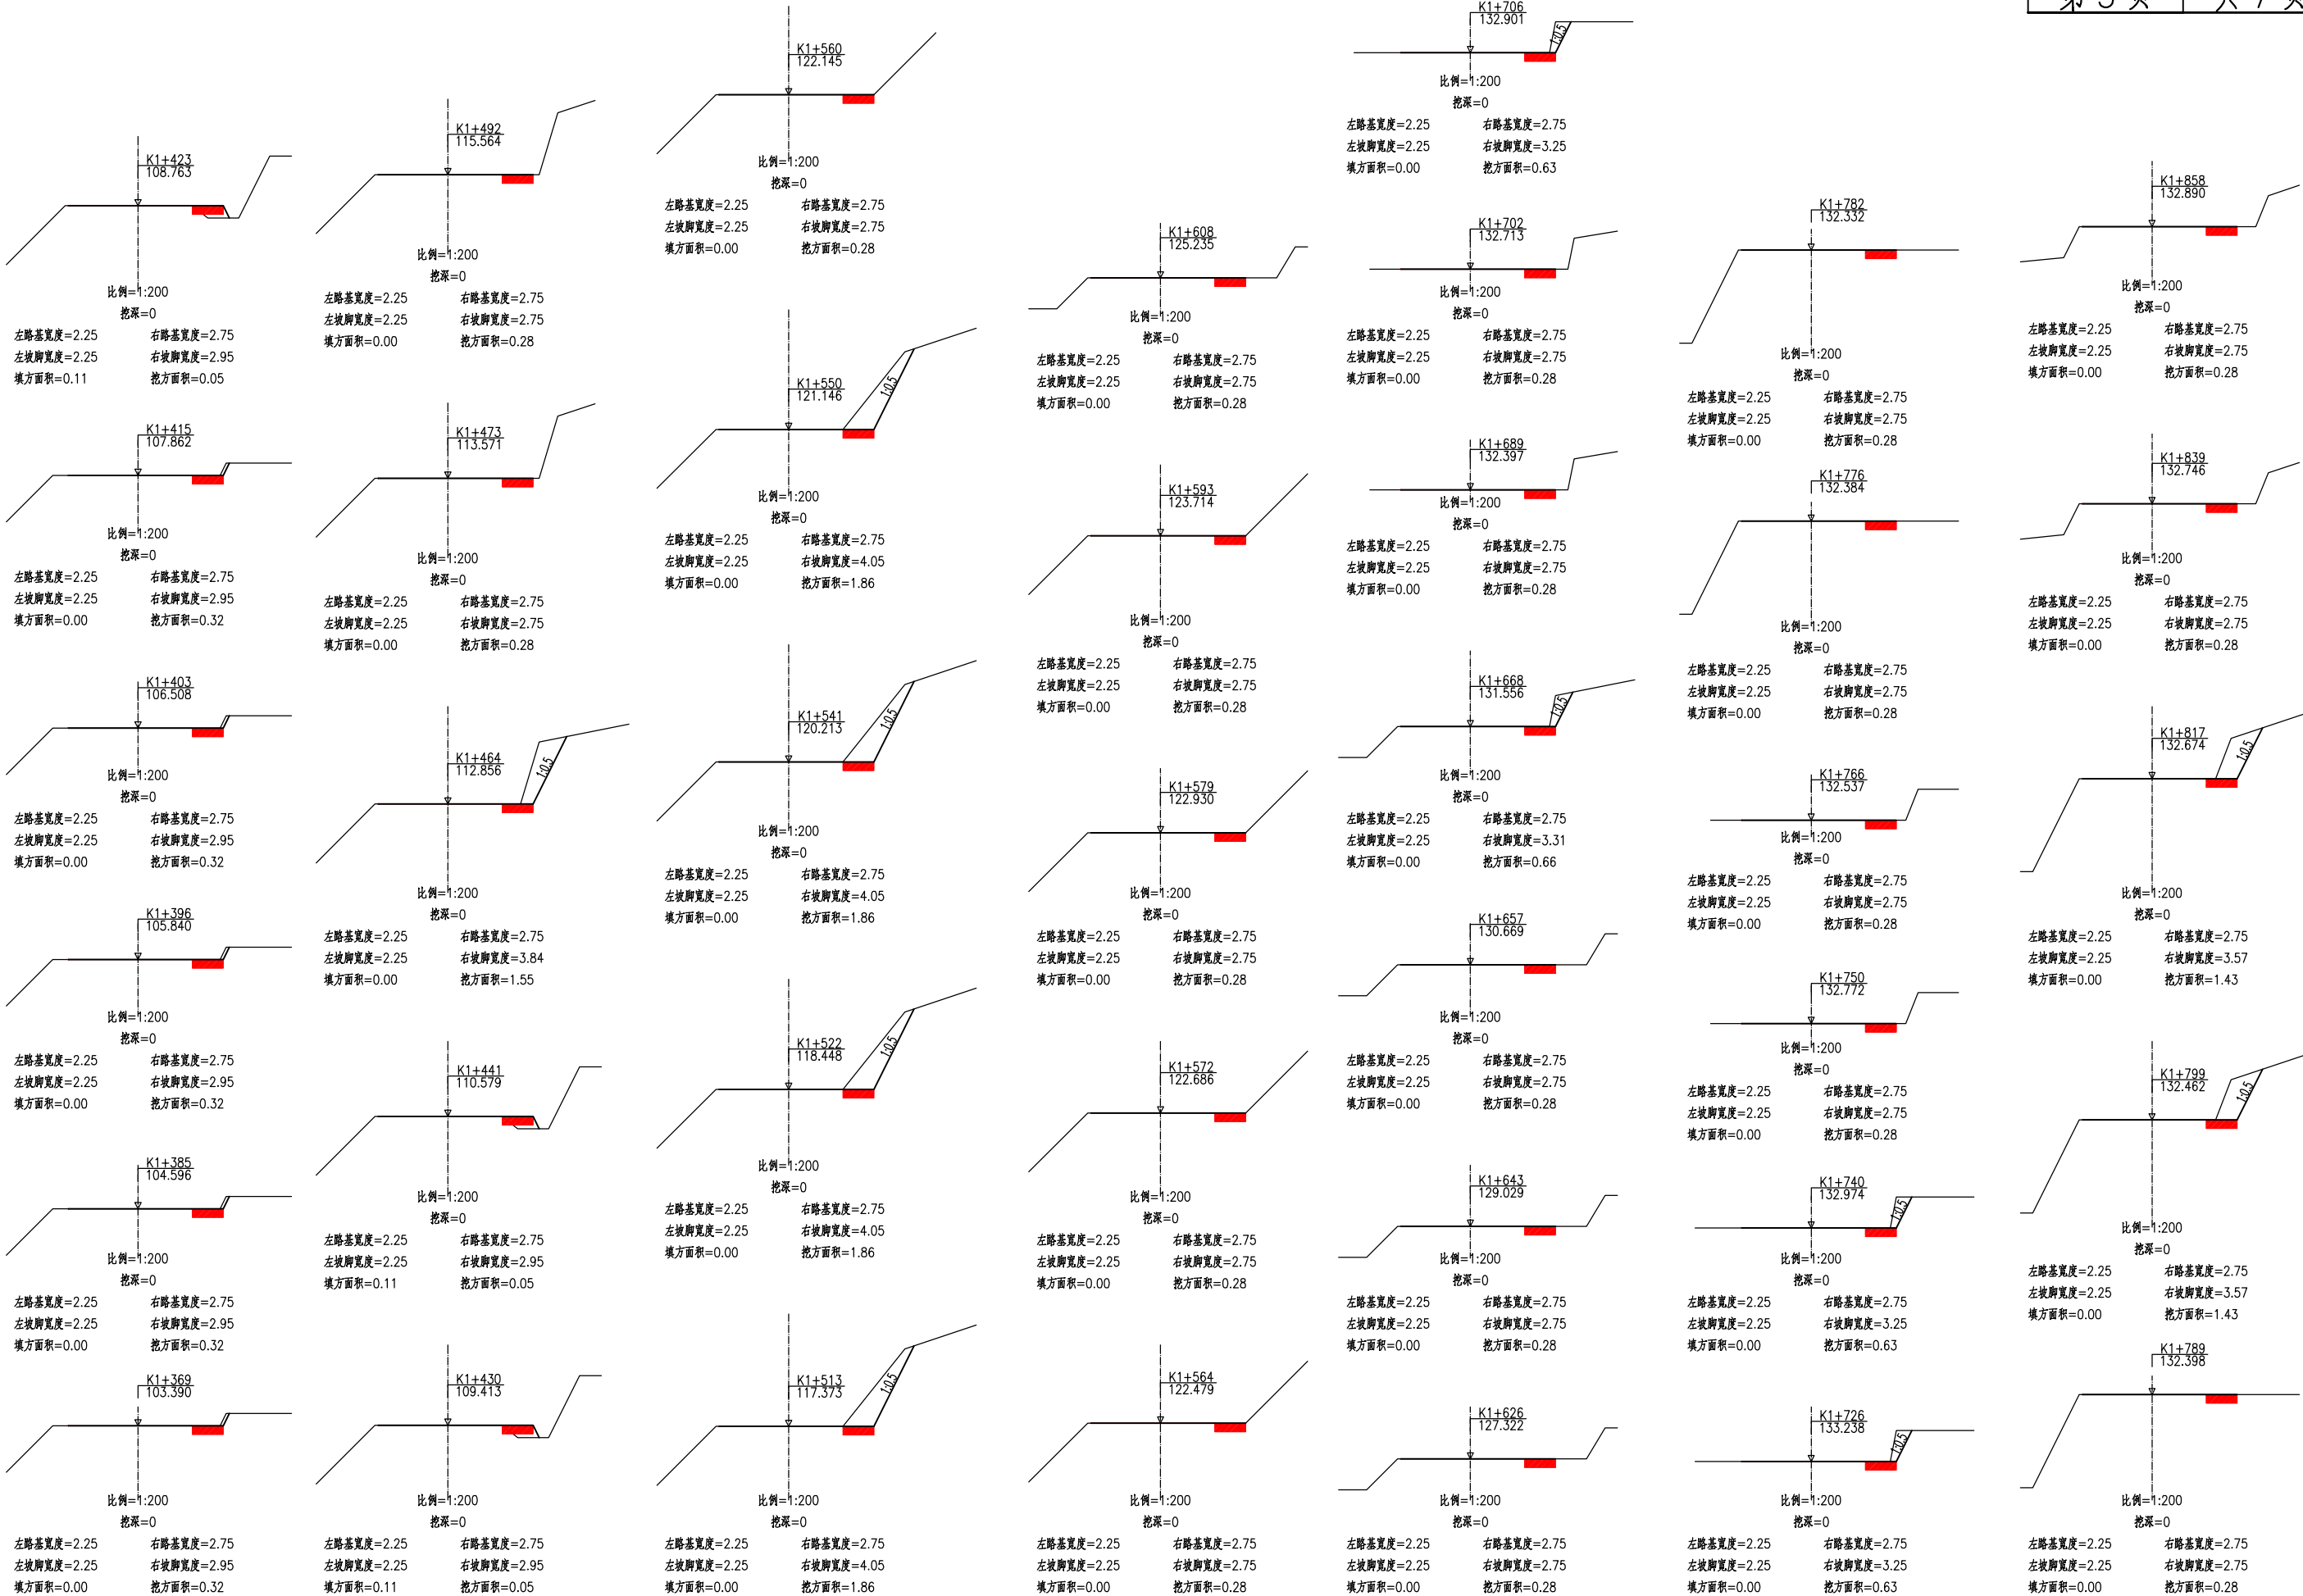 第 3 页 共 7 页
K1+423
108.763
比例=1:200
挖深=0
左路基宽度=2.25 右路基宽度=2.75
左坡脚宽度=2.25 右坡脚宽度=2.95
填方面积=0.11 挖方面积=0.05
K1+415
107.862
比例=1:200
挖深=0
左路基宽度=2.25 右路基宽度=2.75
左坡脚宽度=2.25 右坡脚宽度=2.95
填方面积=0.00 挖方面积=0.32
K1+403
106.508
比例=1:200
挖深=0
左路基宽度=2.25 右路基宽度=2.75
左坡脚宽度=2.25 右坡脚宽度=2.95
填方面积=0.00 挖方面积=0.32
K1+396
105.840
比例=1:200
挖深=0
左路基宽度=2.25 右路基宽度=2.75
左坡脚宽度=2.25 右坡脚宽度=2.95
填方面积=0.00 挖方面积=0.32
K1+385
104.596
比例=1:200
挖深=0
左路基宽度=2.25 右路基宽度=2.75
左坡脚宽度=2.25 右坡脚宽度=2.95
填方面积=0.00 挖方面积=0.32
K1+369
103.390
比例=1:200
挖深=0
左路基宽度=2.25 右路基宽度=2.75
左坡脚宽度=2.25 右坡脚宽度=2.95
填方面积=0.00 挖方面积=0.32
K1+492
115.564
比例=1:200
挖深=0
左路基宽度=2.25 右路基宽度=2.75
左坡脚宽度=2.25 右坡脚宽度=2.75
填方面积=0.00 挖方面积=0.28
K1+473
113.571
比例=1:200
挖深=0
左路基宽度=2.25 右路基宽度=2.75
左坡脚宽度=2.25 右坡脚宽度=2.75
填方面积=0.00 挖方面积=0.28
K1+464
112.856
1:0.5
比例=1:200
挖深=0
左路基宽度=2.25 右路基宽度=2.75
左坡脚宽度=2.25 右坡脚宽度=3.84
填方面积=0.00 挖方面积=1.55
K1+441
110.579
比例=1:200
挖深=0
左路基宽度=2.25 右路基宽度=2.75
左坡脚宽度=2.25 右坡脚宽度=2.95
填方面积=0.11 挖方面积=0.05
K1+430
109.413
比例=1:200
挖深=0
左路基宽度=2.25 右路基宽度=2.75
左坡脚宽度=2.25 右坡脚宽度=2.95
填方面积=0.11 挖方面积=0.05
K1+560
122.145
比例=1:200
挖深=0
左路基宽度=2.25 右路基宽度=2.75
左坡脚宽度=2.25 右坡脚宽度=2.75
填方面积=0.00 挖方面积=0.28
K1+550
121.146
1:0.5
比例=1:200
挖深=0
左路基宽度=2.25 右路基宽度=2.75
左坡脚宽度=2.25 右坡脚宽度=4.05
填方面积=0.00 挖方面积=1.86
K1+541
120.213
1:0.5
比例=1:200
挖深=0
左路基宽度=2.25 右路基宽度=2.75
左坡脚宽度=2.25 右坡脚宽度=4.05
填方面积=0.00 挖方面积=1.86
K1+522
118.448
1:0.5
比例=1:200
挖深=0
左路基宽度=2.25 右路基宽度=2.75
左坡脚宽度=2.25 右坡脚宽度=4.05
填方面积=0.00 挖方面积=1.86
K1+513
117.373
1:0.5
比例=1:200
挖深=0
左路基宽度=2.25 右路基宽度=2.75
左坡脚宽度=2.25 右坡脚宽度=4.05
填方面积=0.00 挖方面积=1.86
K1+608
125.235
比例=1:200
挖深=0
左路基宽度=2.25 右路基宽度=2.75
左坡脚宽度=2.25 右坡脚宽度=2.75
填方面积=0.00 挖方面积=0.28
K1+593
123.714
比例=1:200
挖深=0
左路基宽度=2.25 右路基宽度=2.75
左坡脚宽度=2.25 右坡脚宽度=2.75
填方面积=0.00 挖方面积=0.28
K1+579
122.930
比例=1:200
挖深=0
左路基宽度=2.25 右路基宽度=2.75
左坡脚宽度=2.25 右坡脚宽度=2.75
填方面积=0.00 挖方面积=0.28
K1+572
122.686
比例=1:200
挖深=0
左路基宽度=2.25 右路基宽度=2.75
左坡脚宽度=2.25 右坡脚宽度=2.75
填方面积=0.00 挖方面积=0.28
K1+564
122.479
比例=1:200
挖深=0
左路基宽度=2.25 右路基宽度=2.75
左坡脚宽度=2.25 右坡脚宽度=2.75
填方面积=0.00 挖方面积=0.28
K1+706
132.901
1:0.5
比例=1:200
挖深=0
左路基宽度=2.25 右路基宽度=2.75
左坡脚宽度=2.25 右坡脚宽度=3.25
填方面积=0.00 挖方面积=0.63
K1+702
132.713
比例=1:200
挖深=0
左路基宽度=2.25 右路基宽度=2.75
左坡脚宽度=2.25 右坡脚宽度=2.75
填方面积=0.00 挖方面积=0.28
K1+689
132.397
比例=1:200
挖深=0
左路基宽度=2.25 右路基宽度=2.75
左坡脚宽度=2.25 右坡脚宽度=2.75
填方面积=0.00 挖方面积=0.28
K1+668
131.556
1:0.5
比例=1:200
挖深=0
左路基宽度=2.25 右路基宽度=2.75
左坡脚宽度=2.25 右坡脚宽度=3.31
填方面积=0.00 挖方面积=0.66
K1+657
130.669
比例=1:200
挖深=0
左路基宽度=2.25 右路基宽度=2.75
左坡脚宽度=2.25 右坡脚宽度=2.75
填方面积=0.00 挖方面积=0.28
K1+643
129.029
比例=1:200
挖深=0
左路基宽度=2.25 右路基宽度=2.75
左坡脚宽度=2.25 右坡脚宽度=2.75
填方面积=0.00 挖方面积=0.28
K1+626
127.322
比例=1:200
挖深=0
左路基宽度=2.25 右路基宽度=2.75
左坡脚宽度=2.25 右坡脚宽度=2.75
填方面积=0.00 挖方面积=0.28
K1+782
132.332
比例=1:200
挖深=0
左路基宽度=2.25 右路基宽度=2.75
左坡脚宽度=2.25 右坡脚宽度=2.75
填方面积=0.00 挖方面积=0.28
K1+776
132.384
比例=1:200
挖深=0
左路基宽度=2.25 右路基宽度=2.75
左坡脚宽度=2.25 右坡脚宽度=2.75
填方面积=0.00 挖方面积=0.28
K1+766
132.537
比例=1:200
挖深=0
左路基宽度=2.25 右路基宽度=2.75
左坡脚宽度=2.25 右坡脚宽度=2.75
填方面积=0.00 挖方面积=0.28
K1+750
132.772
比例=1:200
挖深=0
左路基宽度=2.25 右路基宽度=2.75
左坡脚宽度=2.25 右坡脚宽度=2.75
填方面积=0.00 挖方面积=0.28
K1+740
132.974
1:0.5
比例=1:200
挖深=0
左路基宽度=2.25 右路基宽度=2.75
左坡脚宽度=2.25 右坡脚宽度=3.25
填方面积=0.00 挖方面积=0.63
K1+726
133.238
1:0.5
比例=1:200
挖深=0
左路基宽度=2.25 右路基宽度=2.75
左坡脚宽度=2.25 右坡脚宽度=3.25
填方面积=0.00 挖方面积=0.63
K1+858
132.890
比例=1:200
挖深=0
左路基宽度=2.25 右路基宽度=2.75
左坡脚宽度=2.25 右坡脚宽度=2.75
填方面积=0.00 挖方面积=0.28
K1+839
132.746
比例=1:200
挖深=0
左路基宽度=2.25 右路基宽度=2.75
左坡脚宽度=2.25 右坡脚宽度=2.75
填方面积=0.00 挖方面积=0.28
K1+817
132.674
1:0.5
比例=1:200
挖深=0
左路基宽度=2.25 右路基宽度=2.75
左坡脚宽度=2.25 右坡脚宽度=3.57
填方面积=0.00 挖方面积=1.43
K1+799
132.462
1:0.5
比例=1:200
挖深=0
左路基宽度=2.25 右路基宽度=2.75
左坡脚宽度=2.25 右坡脚宽度=3.57
填方面积=0.00 挖方面积=1.43
K1+789
132.398
比例=1:200
挖深=0
左路基宽度=2.25 右路基宽度=2.75
左坡脚宽度=2.25 右坡脚宽度=2.75
填方面积=0.00 挖方面积=0.28